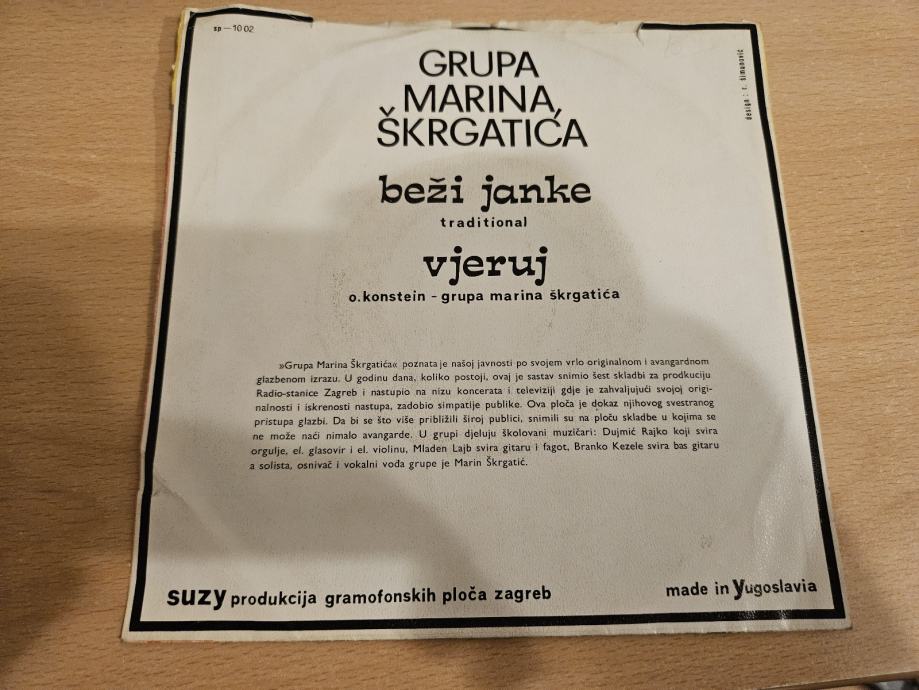 sp — 10 02
design : r. šimunović
GRUPA
MARINA
ŠKRGATIĆA
beži janke
traditional
vjeruj
o.konstein - grupa marina škrgatića
»Grupa Marina Škrgatića« poznata je našoj javnosti po svojem vrlo originalnom i avangardnom
glazbenom izrazu. U godinu dana, koliko postoji, ovaj je sastav snimio šest skladbi za prodkuciju
Radio-stanice Zagreb i nastupio na nizu koncerata i televiziji gdje je zahvaljujući svojoj origi-
nalnosti i iskrenosti nastupa, zadobio simpatije publike. Ova ploča je dokaz njihovog svestranog
pristupa glazbi. Da bi se što više približili široj publici, snimili su na ploču skladbe u kojima se
ne može naći nimalo avangarde. U grupi djeluju školovani muzičari: Dujmić Rajko koji svira
orgulje, el. glasovir i el. violinu, Mladen Lajb svira gitaru i fagot, Branko Kezele svira bas gitaru
a solista, osnivač i vokalni vođa grupe je Marin Škrgatić.
suzy produkcija gramofonskih ploča zagreb
made in Yugoslavia